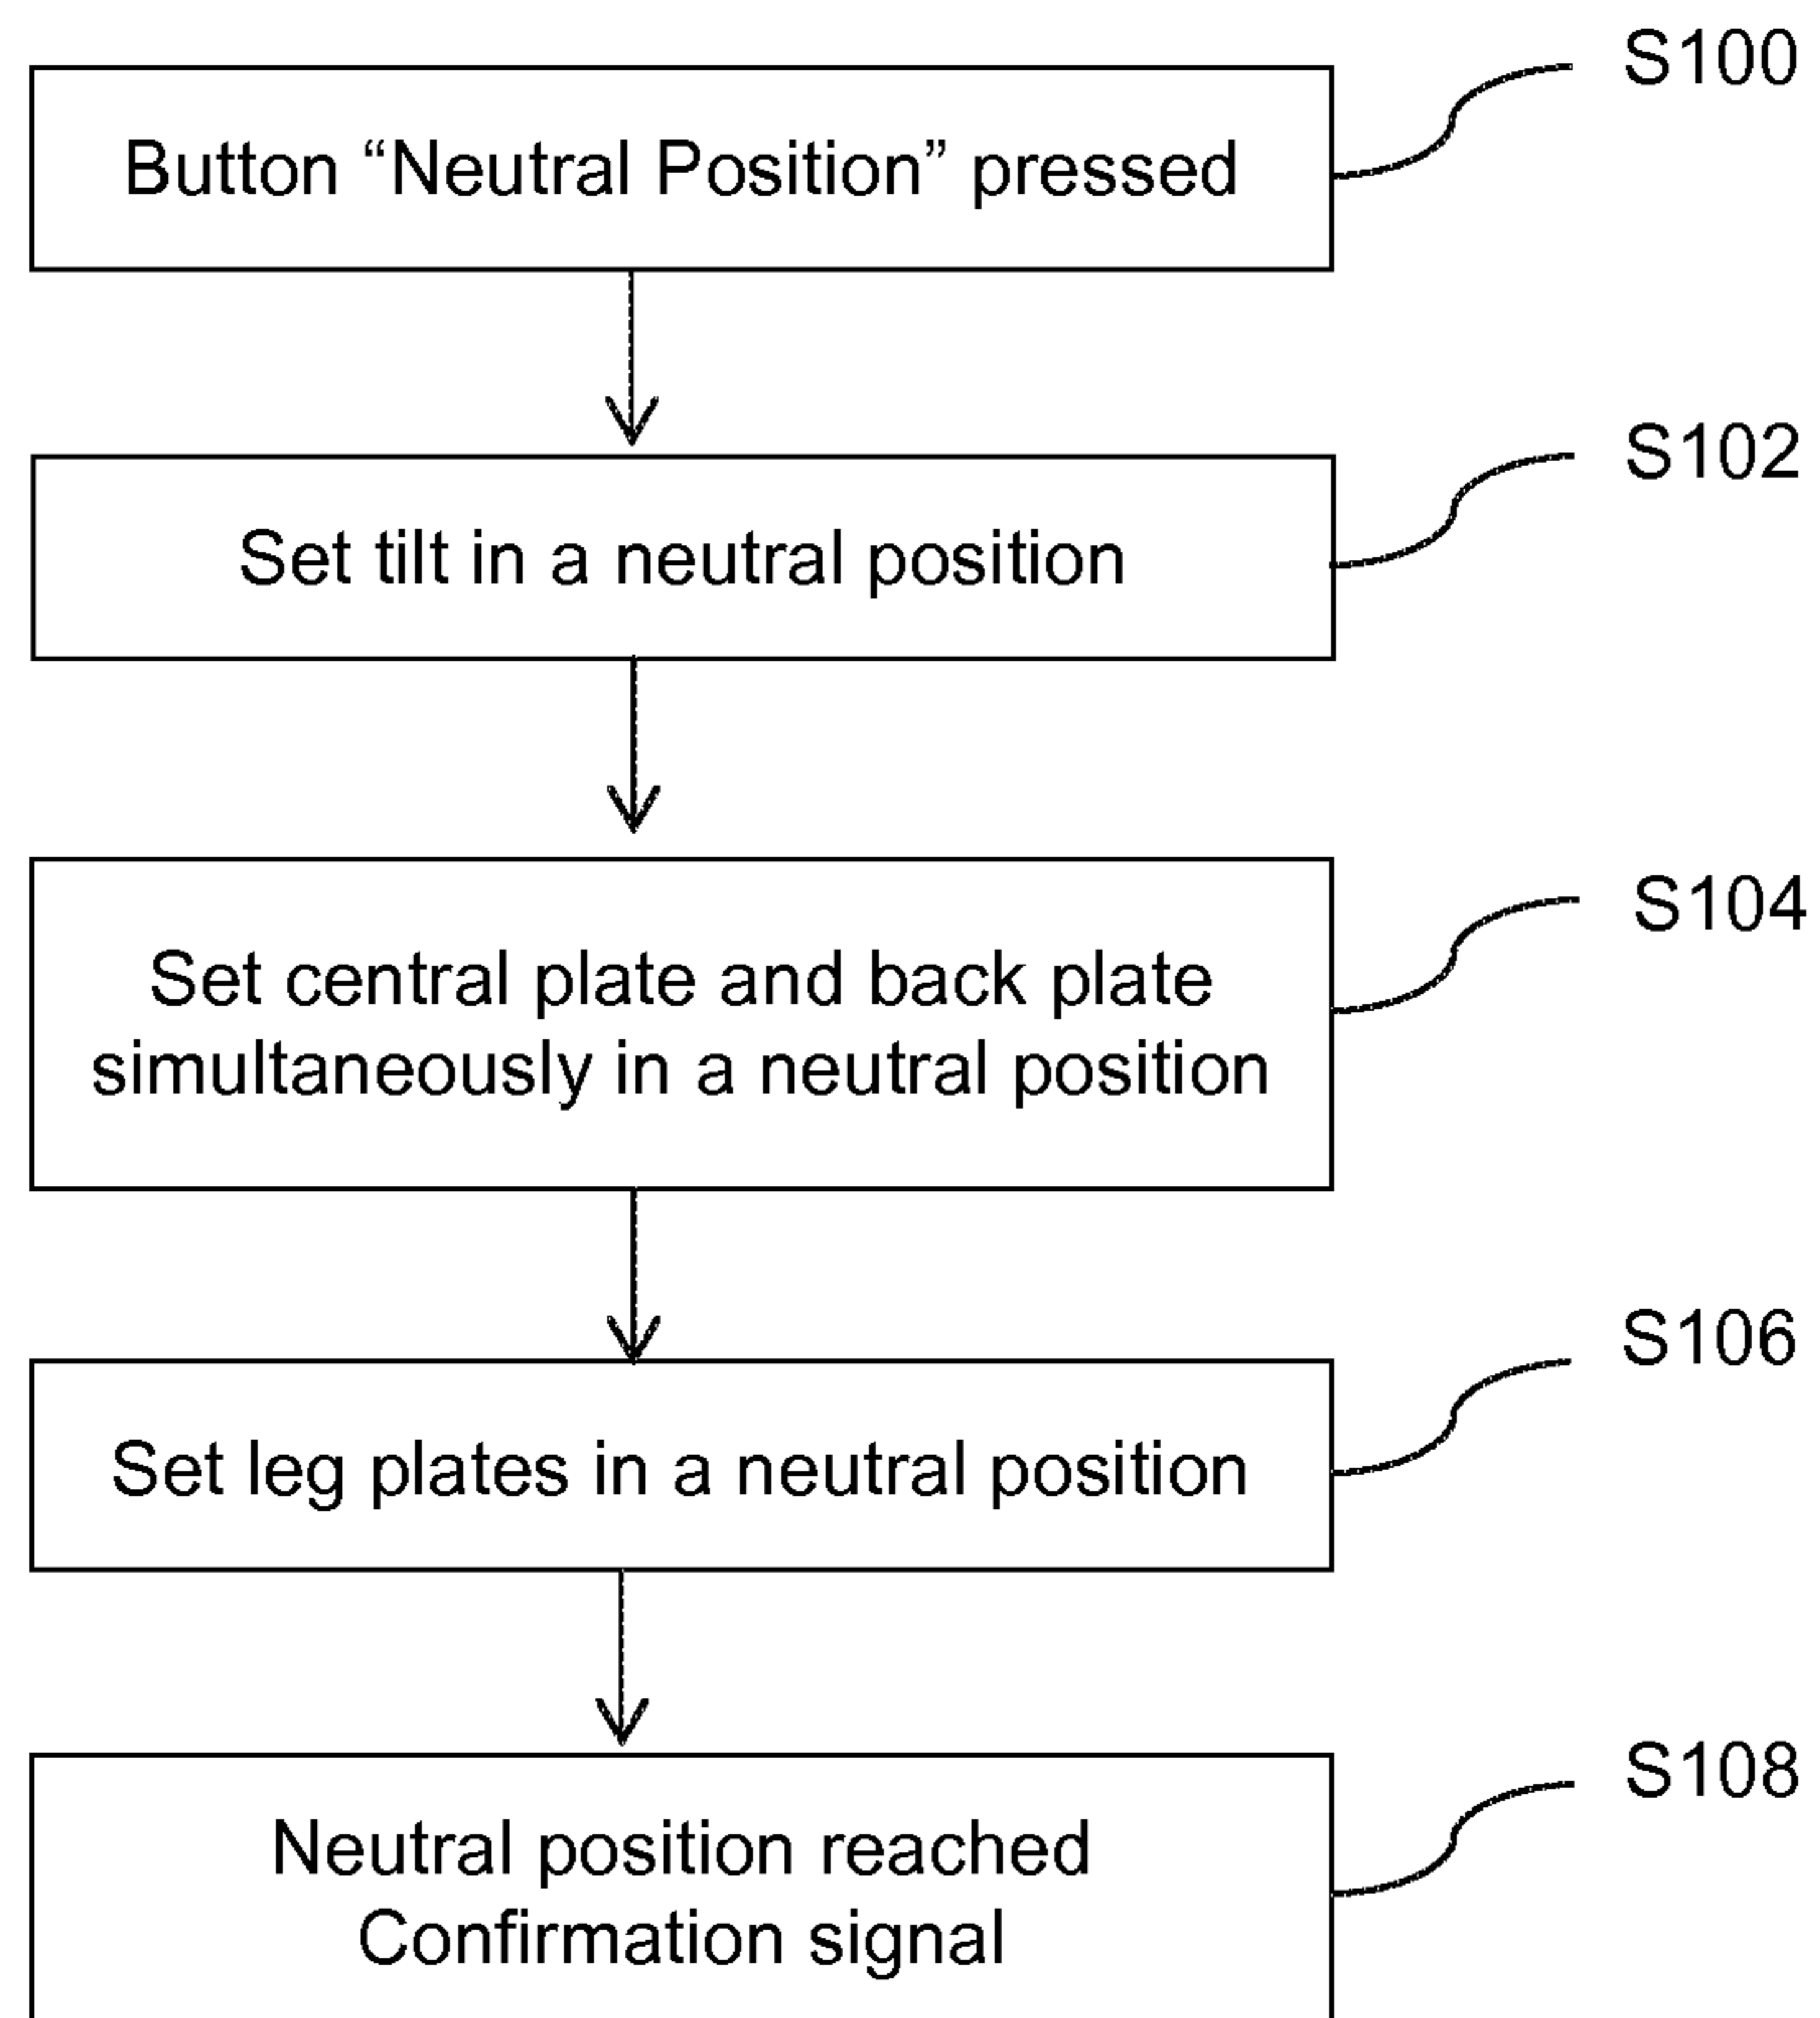 S100
Button “Neutral Position” pressed
S102
Set tilt in a neutral position
S104
Set central plate and back plate
simultaneously in a neutral position
S106
Set leg plates in a neutral position
S108
Neutral position reached
Confirmation signal